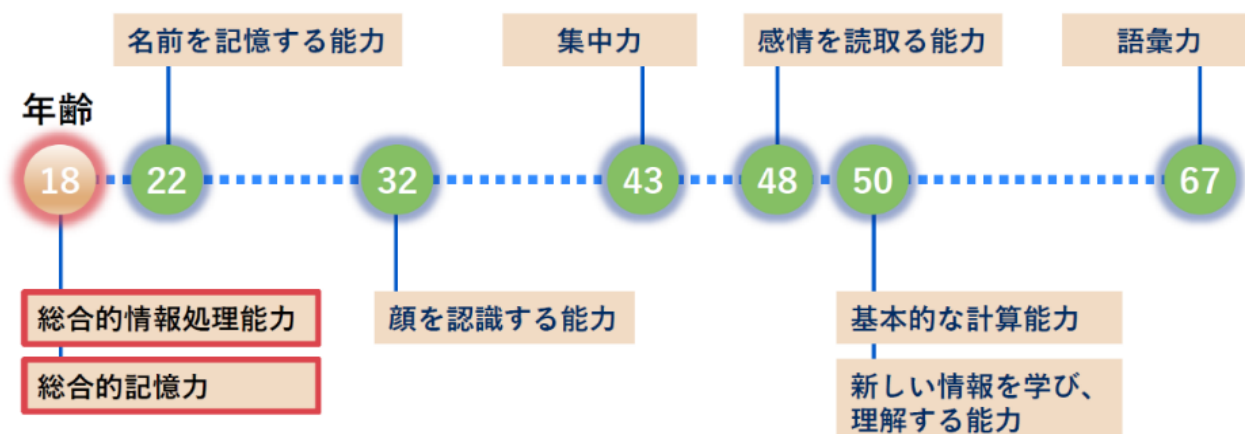 名前を記憶する能力
集中力
感情を読取る能力
語彙力
年齢
18
22
32
43
48
50
67
総合的情報処理能力
顔を認識する能力
基本的な計算能力
総合的記憶力
新しい情報を学び、
理解する能力